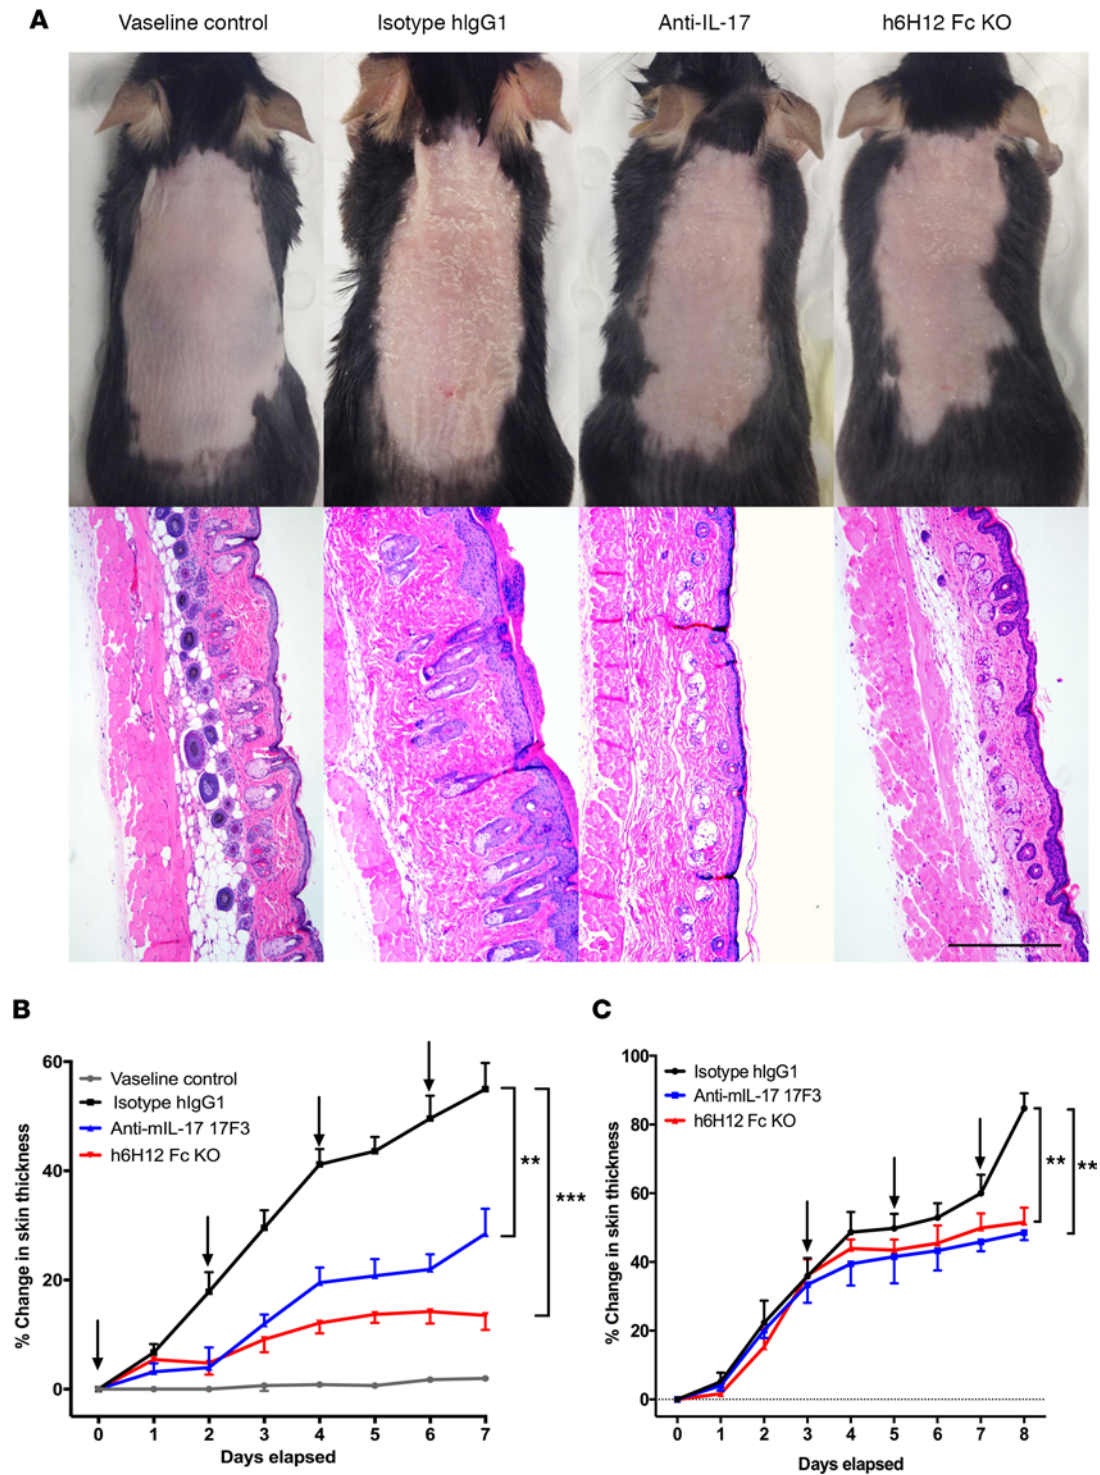 A
Vaseline control
Isotype hIgG1
Anti-IL-17
h6H12 Fc KO
B
% Change in skin thickness
60
40
20
0
Vaseline control
Isotype hIgG1
Anti-mIL-17 17F3
h6H12 Fc KO
**
***
0 1 2 3 4 5 6 7
Days elapsed
C
% Change in skin thickness
100
80
60
40
20
0
Isotype hIgG1
Anti-mIL-17 17F3
h6H12 Fc KO
**
**
0 1 2 3 4 5 6 7 8
Days elapsed